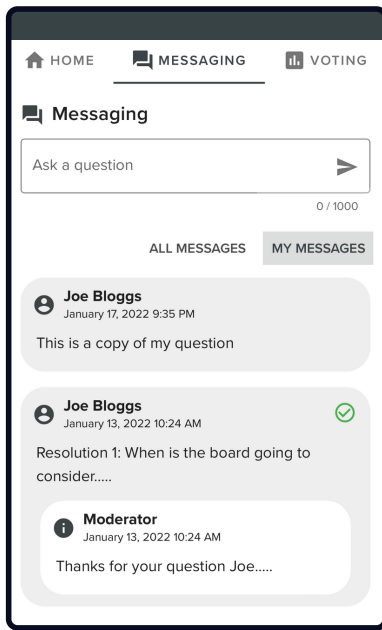 HOME MESSAGING VOTING
Messaging
Ask a question
0 / 1000
ALL MESSAGES MY MESSAGES
Joe Bloggs
January 17, 2022 9:35 PM
This is a copy of my question
Joe Bloggs
January 13, 2022 10:24 AM
Resolution 1: When is the board going to
consider.....
Moderator
January 13, 2022 10:24 AM
Thanks for your question Joe.....